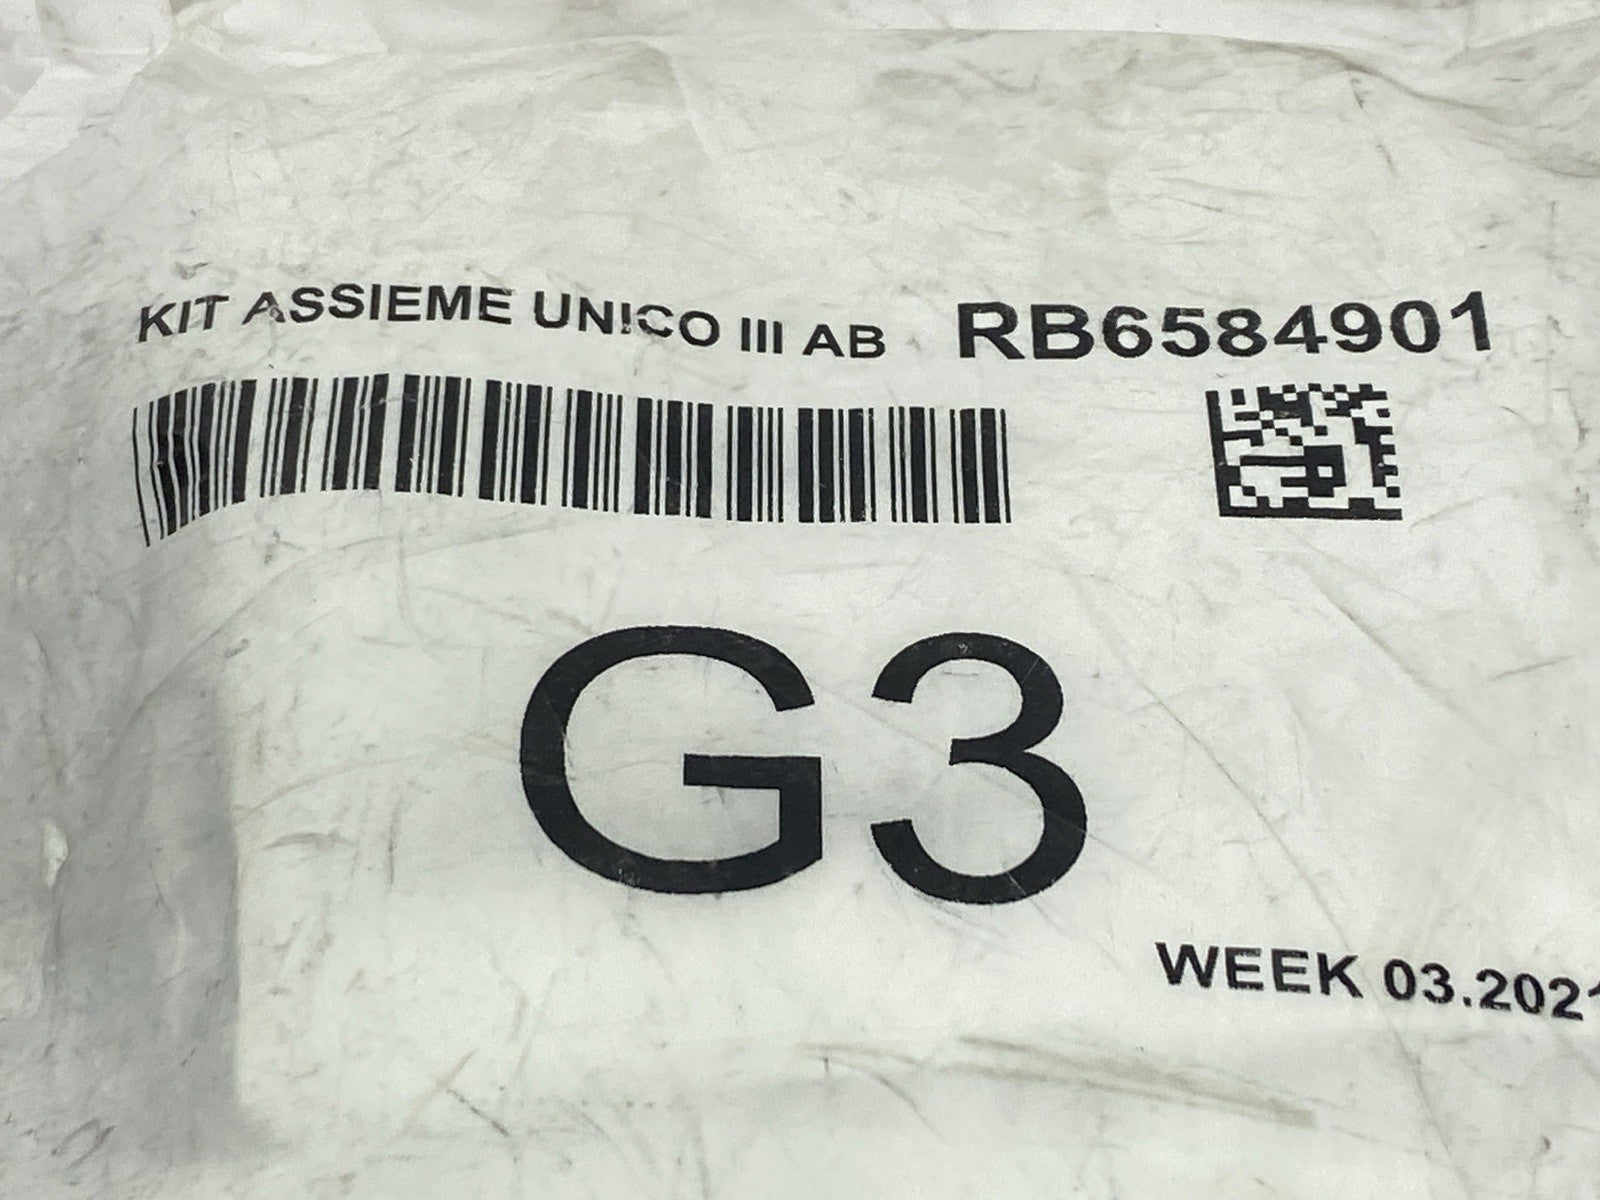 KIT ASSIEME UNICO III AB RB6584901
G3
WEEK 03.2021